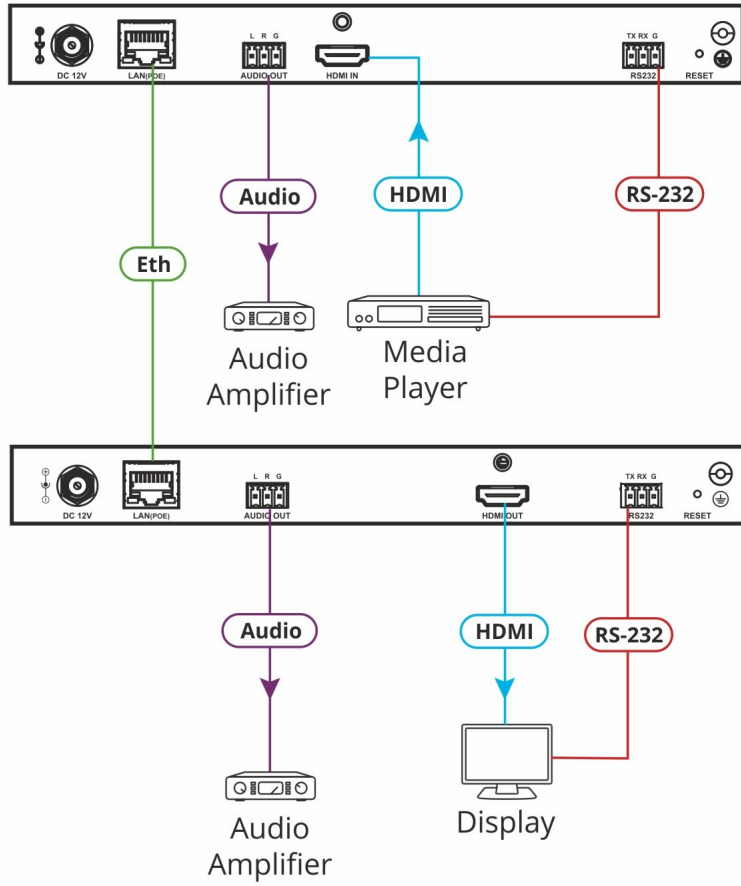 L R G
TX RX G
DC 12V
LAN(POE)
AUDIO OUT
HDMI IN
RS232
RESET
Audio
HDMI
RS-232
Eth
Audio
Amplifier
Media
Player
L R G
TX RX G
DC 12V
LAN(POE)
AUDIO OUT
HDMI OUT
RS232
RESET
Audio
HDMI
RS-232
Audio
Amplifier
Display